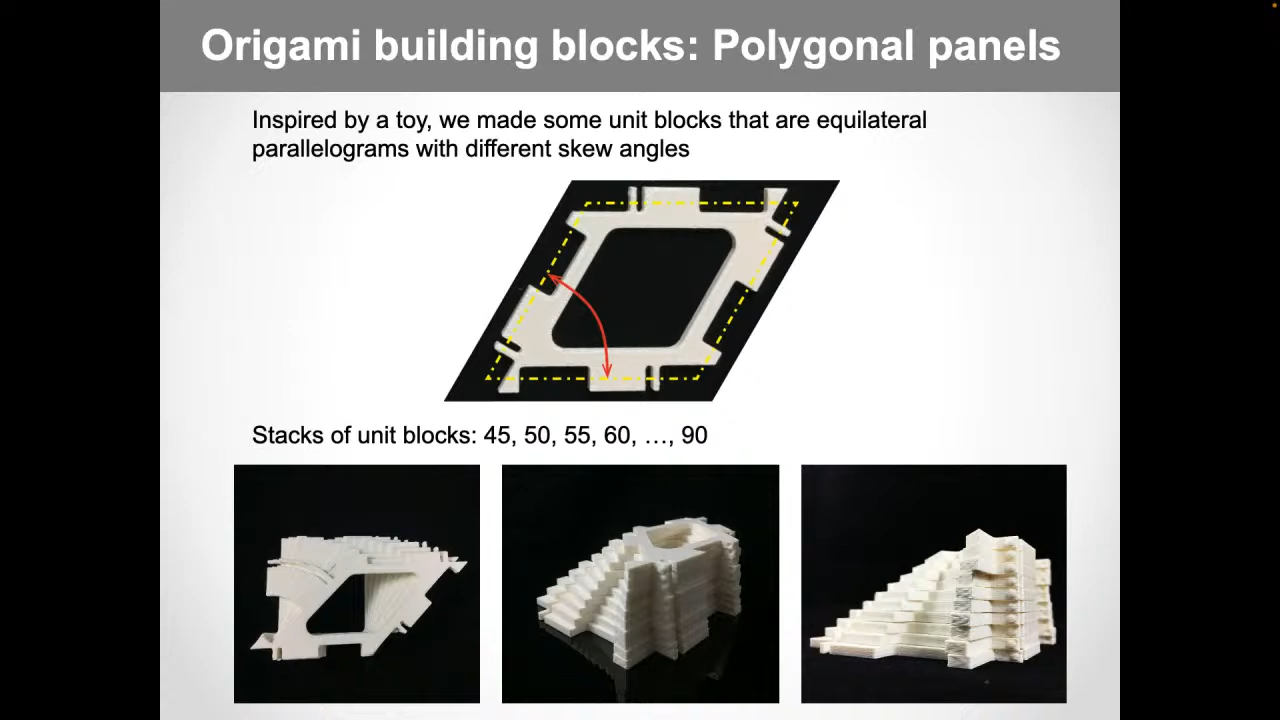 Origami building blocks: Polygonal panels
Inspired by a toy, we made some unit blocks that are equilateral
parallelograms with different skew angles
Stacks of unit blocks: 45, 50, 55, 60, …, 90